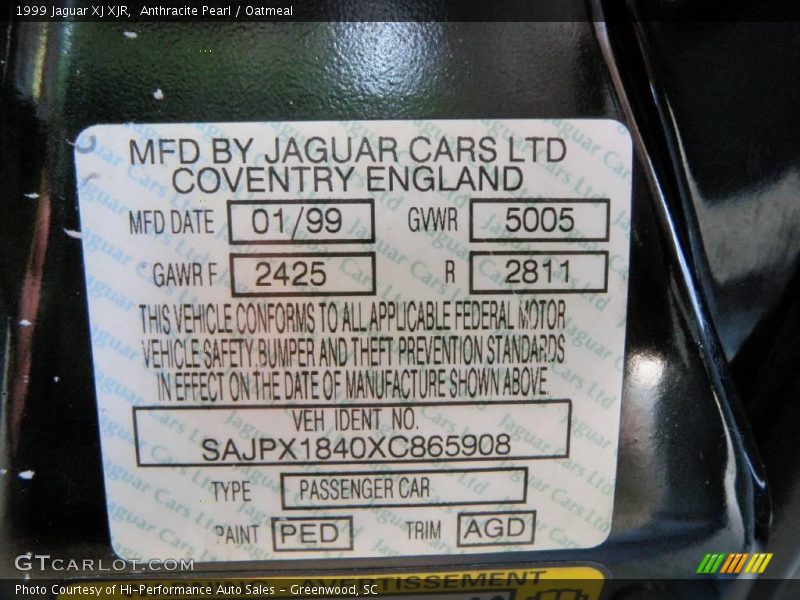 1999 Jaguar XJ XJR, Anthracite Pearl / Oatmeal
MFD BY JAGUAR CARS LTD
COVENTRY ENGLAND
MFD DATE 01/99 GVWR 5005
GAWR F 2425 R 2811
THIS VEHICLE CONFORMS TO ALL APPLICABLE FEDERAL MOTOR
VEHICLE SAFETY BUMPER AND THEFT PREVENTION STANDARDS
IN EFFECT ON THE DATE OF MANUFACTURE SHOWN ABOVE.
VEH IDENT NO.
SAJPX1840XC865908
TYPE PASSENGER CAR
PAINT PED TRIM AGD
GTCARLOT.COM
AVERTISSEMENT
Photo Courtesy of Hi-Performance Auto Sales - Greenwood, SC